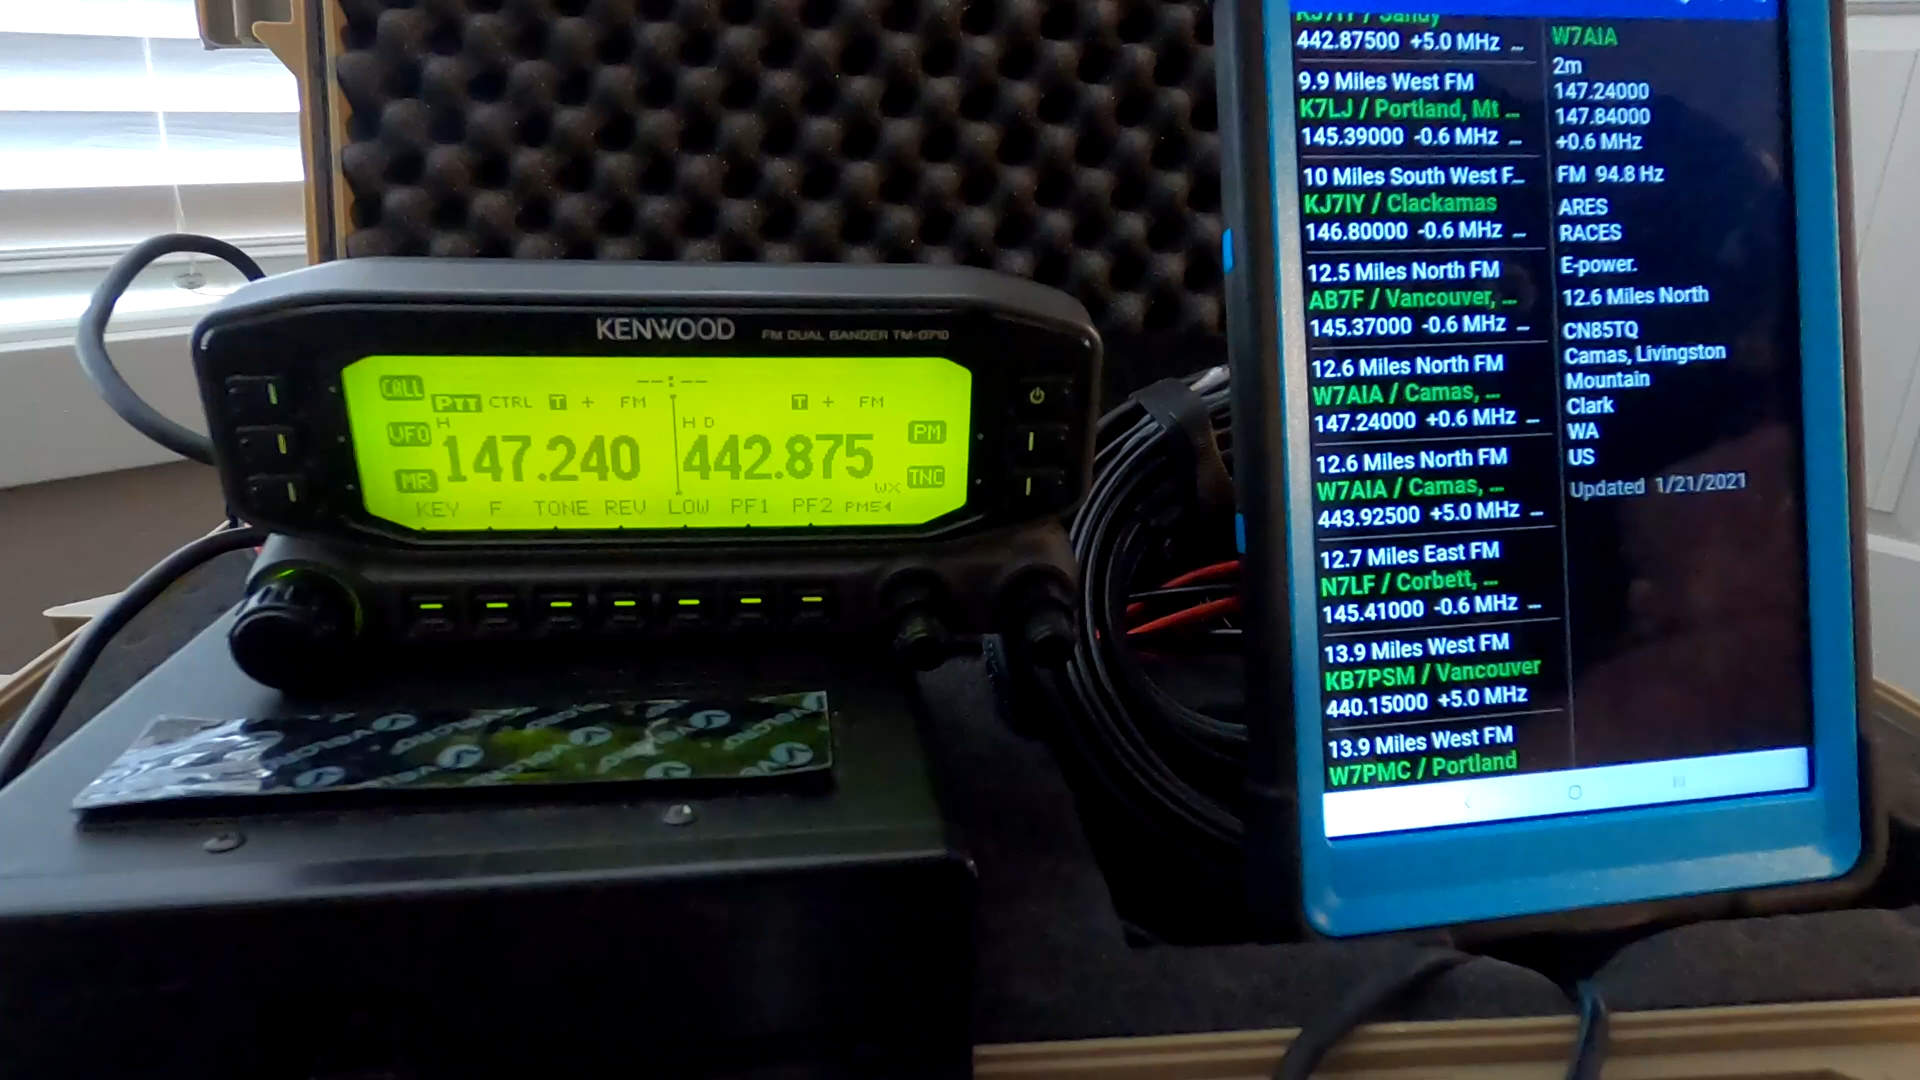 KENWOOD
FM DUAL BANDER TM-D710
CALL
--:--
PTT CTRL T + FM
T + FM
H
H D
VFO
147.240
442.875
PM
MR
WX
TNC
KEY F TONE REV LOW PF1 PF2 PM5
VELCRO
KJ7IY / Sandy
442.87500 +5.0 MHz ...
9.9 Miles West FM
K7LJ / Portland, Mt ...
145.39000 -0.6 MHz ...
10 Miles South West F...
KJ7IY / Clackamas
146.80000 -0.6 MHz ...
12.5 Miles North FM
AB7F / Vancouver, ...
145.37000 -0.6 MHz ...
12.6 Miles North FM
W7AIA / Camas, ...
147.24000 +0.6 MHz ...
12.6 Miles North FM
W7AIA / Camas, ...
443.92500 +5.0 MHz ...
12.7 Miles East FM
N7LF / Corbett, ...
145.41000 -0.6 MHz ...
13.9 Miles West FM
KB7PSM / Vancouver
440.15000 +5.0 MHz
13.9 Miles West FM
W7PMC / Portland
W7AIA
2m
147.24000
147.84000
+0.6 MHz
FM 94.8 Hz
ARES
RACES
E-power.
12.6 Miles North
CN85TQ
Camas, Livingston
Mountain
Clark
WA
US
Updated 1/21/2021